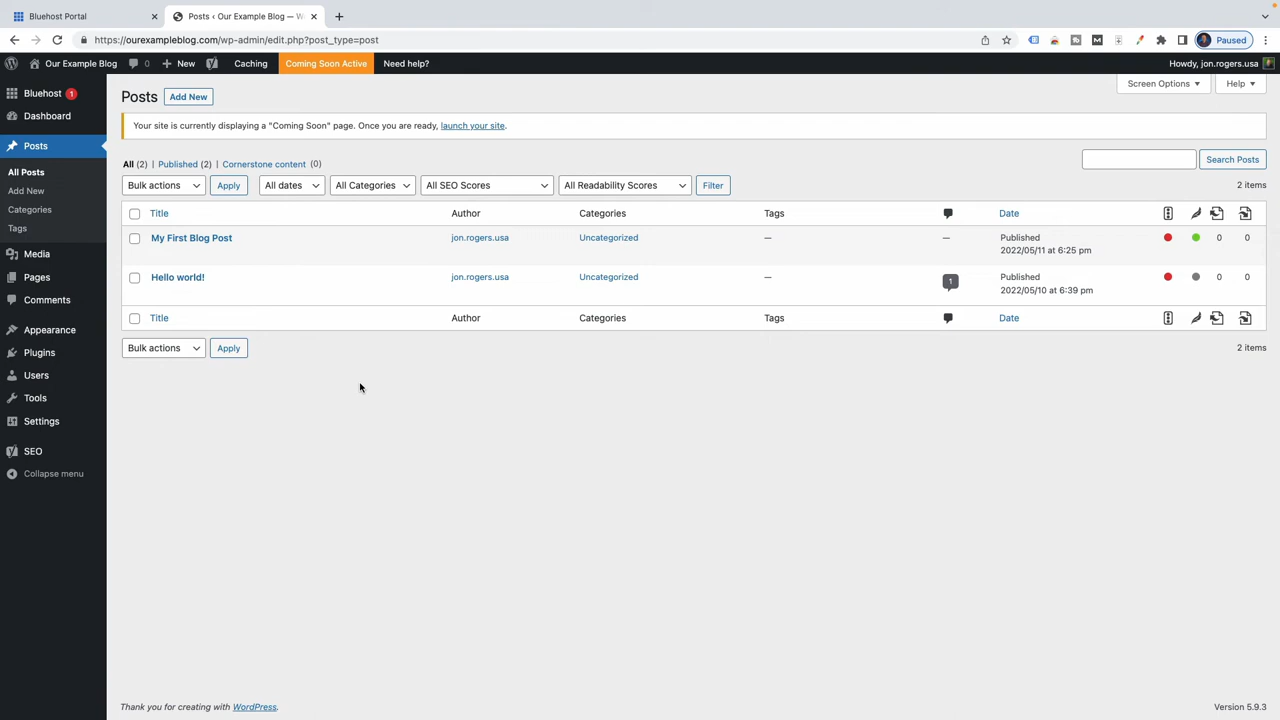 Bluehost Portal
Posts ‹ Our Example Blog — W
https://ourexampleblog.com/wp-admin/edit.php?post_type=post
Paused
Our Example Blog 0 New Caching Coming Soon Active Need help?
Howdy, jon.rogers.usa
Bluehost 1
Dashboard
Posts
All Posts
Add New
Categories
Tags
Media
Pages
Comments
Appearance
Plugins
Users
Tools
Settings
SEO
Collapse menu
Screen Options Help
Posts Add New
Your site is currently displaying a "Coming Soon" page. Once you are ready, launch your site.
All (2) | Published (2) | Cornerstone content (0)
Search Posts
Bulk actions Apply All dates All Categories All SEO Scores All Readability Scores Filter
2 items
Title Author Categories Tags Date
My First Blog Post jon.rogers.usa Uncategorized — — Published 0 0
2022/05/11 at 6:25 pm
Hello world! jon.rogers.usa Uncategorized — 1 Published 0 0
2022/05/10 at 6:39 pm
Title Author Categories Tags Date
Bulk actions Apply
2 items
Thank you for creating with WordPress.
Version 5.9.3